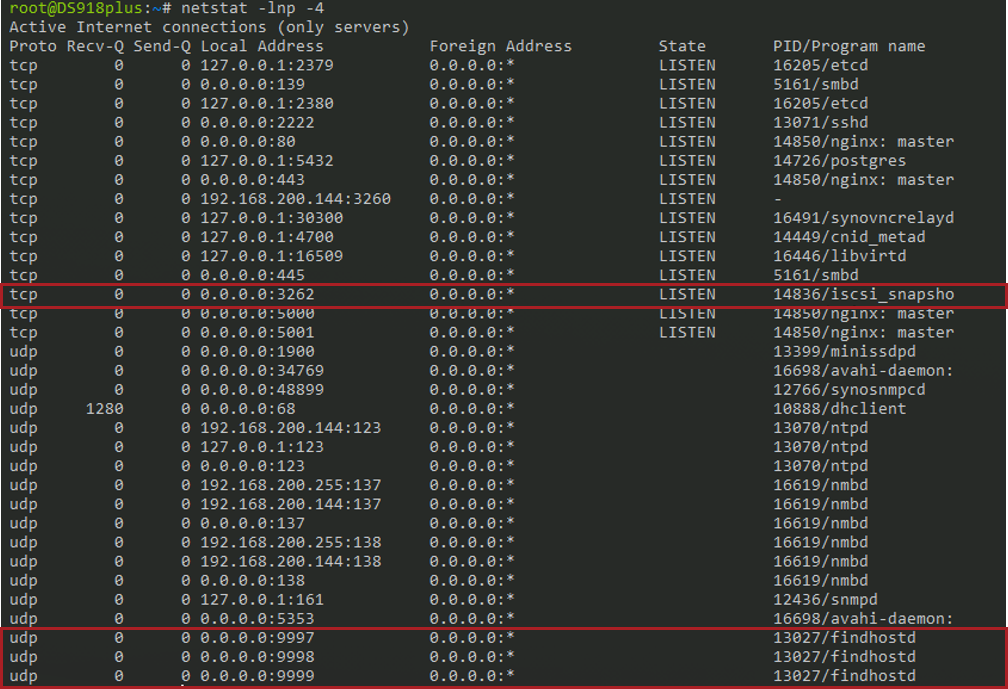 root@DS918plus:~# netstat -lnp -4
Active Internet connections (only servers)
Proto Recv-Q Send-Q Local Address           Foreign Address         State       PID/Program name
tcp        0      0 127.0.0.1:2379          0.0.0.0:*               LISTEN      16205/etcd
tcp        0      0 0.0.0.0:139             0.0.0.0:*               LISTEN      5161/smbd
tcp        0      0 127.0.0.1:2380          0.0.0.0:*               LISTEN      16205/etcd
tcp        0      0 0.0.0.0:2222            0.0.0.0:*               LISTEN      13071/sshd
tcp        0      0 0.0.0.0:80              0.0.0.0:*               LISTEN      14850/nginx: master
tcp        0      0 127.0.0.1:5432          0.0.0.0:*               LISTEN      14726/postgres
tcp        0      0 0.0.0.0:443             0.0.0.0:*               LISTEN      14850/nginx: master
tcp        0      0 192.168.200.144:3260    0.0.0.0:*               LISTEN      -
tcp        0      0 127.0.0.1:30300         0.0.0.0:*               LISTEN      16491/synovncrelayd
tcp        0      0 127.0.0.1:4700          0.0.0.0:*               LISTEN      14449/cnid_metad
tcp        0      0 127.0.0.1:16509         0.0.0.0:*               LISTEN      16446/libvirtd
tcp        0      0 0.0.0.0:445             0.0.0.0:*               LISTEN      5161/smbd
tcp        0      0 0.0.0.0:3262            0.0.0.0:*               LISTEN      14836/iscsi_snapsho
tcp        0      0 0.0.0.0:5000            0.0.0.0:*               LISTEN      14850/nginx: master
tcp        0      0 0.0.0.0:5001            0.0.0.0:*               LISTEN      14850/nginx: master
udp        0      0 0.0.0.0:1900            0.0.0.0:*                           13399/minissdpd
udp        0      0 0.0.0.0:34769           0.0.0.0:*                           16698/avahi-daemon:
udp        0      0 0.0.0.0:48899           0.0.0.0:*                           12766/synosnmpcd
udp     1280      0 0.0.0.0:68              0.0.0.0:*                           10888/dhclient
udp        0      0 192.168.200.144:123     0.0.0.0:*                           13070/ntpd
udp        0      0 127.0.0.1:123           0.0.0.0:*                           13070/ntpd
udp        0      0 0.0.0.0:123             0.0.0.0:*                           13070/ntpd
udp        0      0 192.168.200.255:137     0.0.0.0:*                           16619/nmbd
udp        0      0 192.168.200.144:137     0.0.0.0:*                           16619/nmbd
udp        0      0 0.0.0.0:137             0.0.0.0:*                           16619/nmbd
udp        0      0 192.168.200.255:138     0.0.0.0:*                           16619/nmbd
udp        0      0 192.168.200.144:138     0.0.0.0:*                           16619/nmbd
udp        0      0 0.0.0.0:138             0.0.0.0:*                           16619/nmbd
udp        0      0 127.0.0.1:161           0.0.0.0:*                           12436/snmpd
udp        0      0 0.0.0.0:5353            0.0.0.0:*                           16698/avahi-daemon:
udp        0      0 0.0.0.0:9997            0.0.0.0:*                           13027/findhostd
udp        0      0 0.0.0.0:9998            0.0.0.0:*                           13027/findhostd
udp        0      0 0.0.0.0:9999            0.0.0.0:*                           13027/findhostd